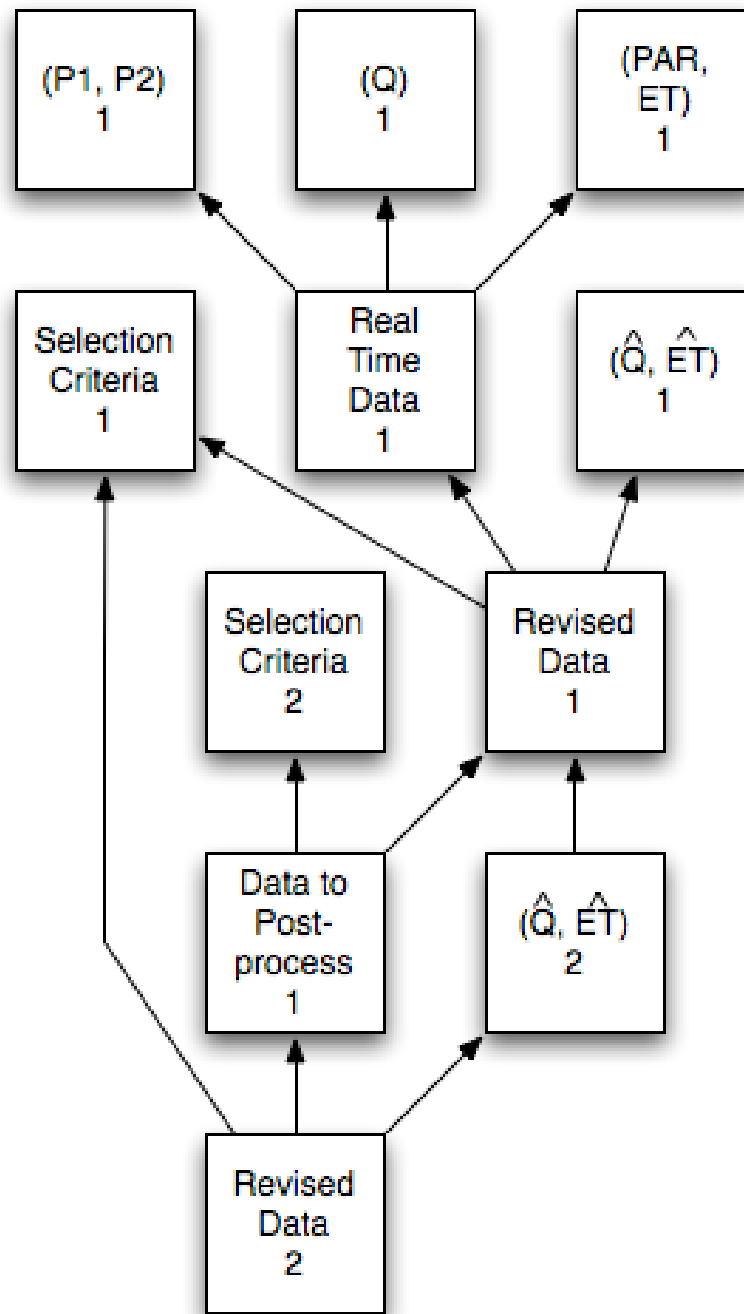 (P1, P2)
1
(Q)
1
(PAR,
ET)
1
Selection
Criteria
1
Real
Time
Data
1
(Q̂, ÊT)
1
Selection
Criteria
2
Revised
Data
1
Data to
Post-
process
1
(Q̂, ÊT)
2
Revised
Data
2